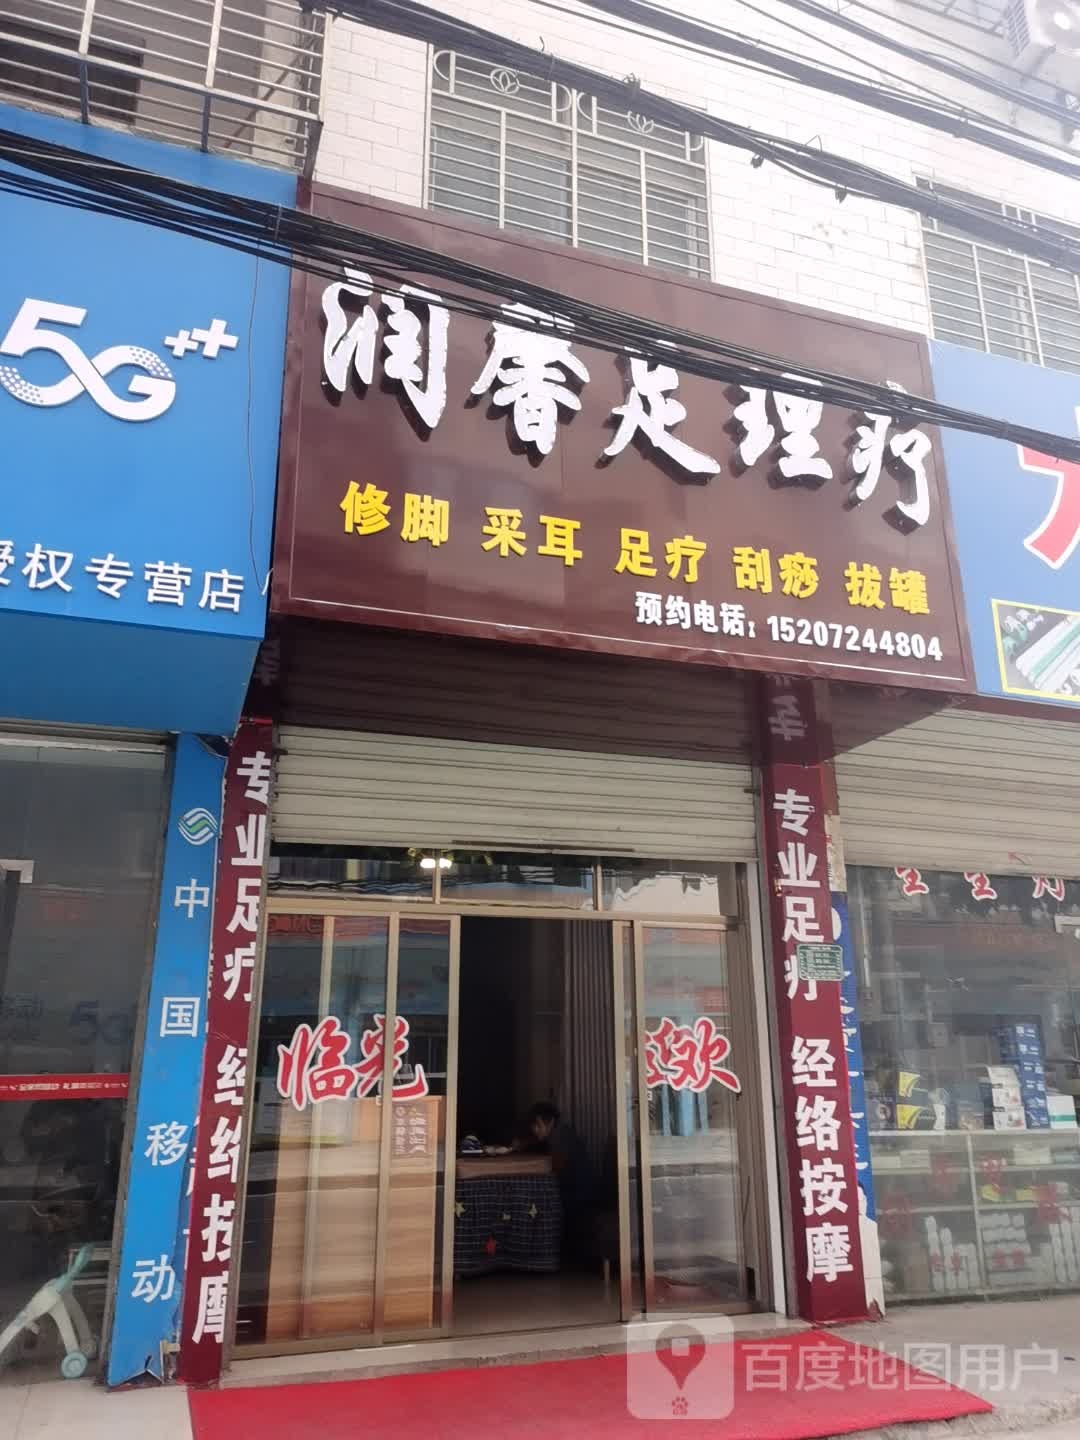 5G++
授权专营店
润馨足理疗
修脚 采耳 足疗 刮痧 拔罐
预约电话：15207244804
中国移动
专业足疗 经络按摩
专业足疗 经络按摩
临光
欢
百度地图用户